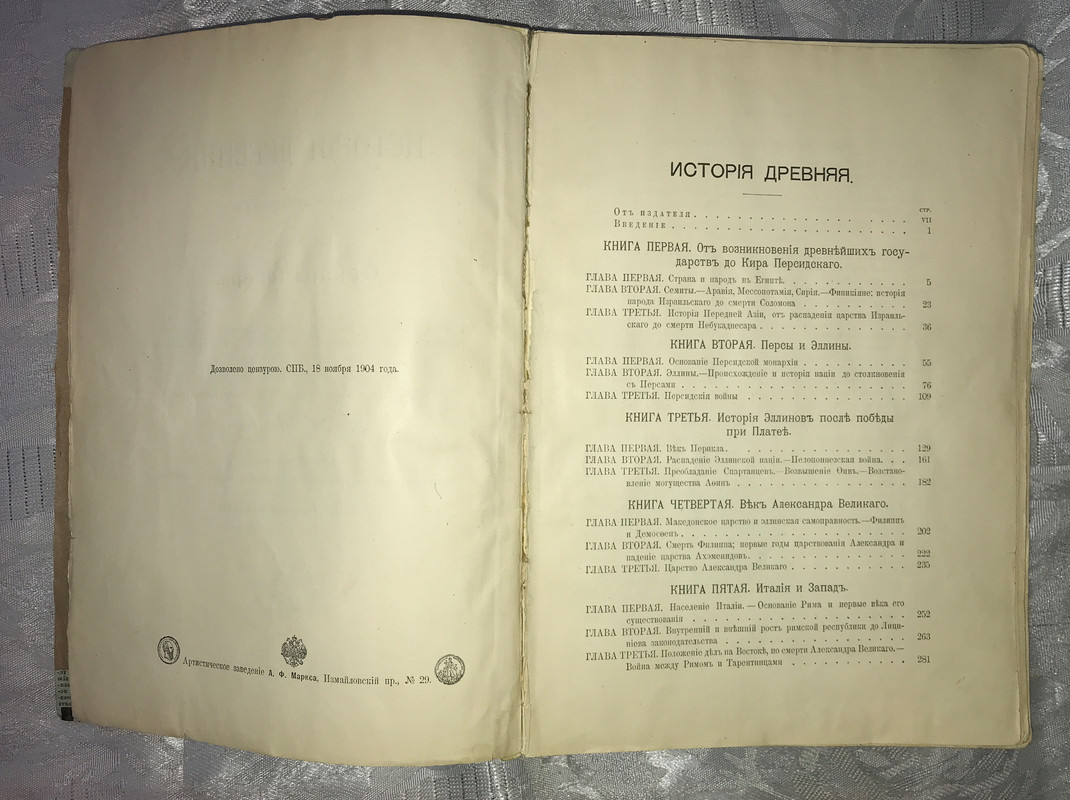 Дозволено цензурою. СПБ., 18 ноября 1904 года.
Артистическое заведеніе А. Ф. Маркса, Измайловскій пр., № 29.
ИСТОРІЯ ДРЕВНЯЯ.
СТР.
Отъ издателя . . . . . . . . . . . . . . . . VII
Введеніе . . . . . . . . . . . . . . . . . . 1
КНИГА ПЕРВАЯ. Отъ возникновенія древнѣйшихъ госу-
дарствъ до Кира Персидскаго.
ГЛАВА ПЕРВАЯ. Страна и народъ въ Египтѣ. . . . . . . . . . 5
ГЛАВА ВТОРАЯ. Семиты.—Аравія, Мессопотамія, Сирія.—Финикіяне; исторія
народа Израильскаго до смерти Соломона . . . . . . . . . 23
ГЛАВА ТРЕТЬЯ. Исторія Передней Азіи, отъ распаденія царства Израиль-
скаго до смерти Небукаднесара . . . . . . . . . . . . 36
КНИГА ВТОРАЯ. Персы и Эллины.
ГЛАВА ПЕРВАЯ. Основаніе Персидской монархіи . . . . . . . . . 55
ГЛАВА ВТОРАЯ. Эллины.—Происхожденіе и исторія націи до столкновенія
съ Персами . . . . . . . . . . . . . . . . . 76
ГЛАВА ТРЕТЬЯ. Персидскія войны . . . . . . . . . . . . . 109
КНИГА ТРЕТЬЯ. Исторія Эллиновъ послѣ побѣды
при Платеѣ.
ГЛАВА ПЕРВАЯ. Вѣкъ Перикла. . . . . . . . . . . . . . 129
ГЛАВА ВТОРАЯ. Распаденіе Эллинской націи.—Пелопоннезская война. . . 161
ГЛАВА ТРЕТЬЯ. Преобладаніе Спартанцевъ.—Возвышеніе Ѳивъ.—Возстано-
вленіе могущества Аѳинъ . . . . . . . . . . . . . 182
КНИГА ЧЕТВЕРТАЯ. Вѣкъ Александра Великаго.
ГЛАВА ПЕРВАЯ. Македонское царство и эллинская самоправность.—Филиппъ
и Демосѳенъ. . . . . . . . . . . . . . . . . 202
ГЛАВА ВТОРАЯ. Смерть Филиппа; первые годы царствованія Александра и
паденіе царства Ахэменидовъ. . . . . . . . . . . . . 222
ГЛАВА ТРЕТЬЯ. Царство Александра Великаго . . . . . . . . . 235
КНИГА ПЯТАЯ. Италія и Западъ.
ГЛАВА ПЕРВАЯ. Населеніе Италіи. — Основаніе Рима и первые вѣка его
существованія . . . . . . . . . . . . . . . . 252
ГЛАВА ВТОРАЯ. Внутренній и внѣшній ростъ римской республики до Лици-
ніева законодательства . . . . . . . . . . . . . . 263
ГЛАВА ТРЕТЬЯ. Положеніе дѣлъ на Востокѣ, по смерти Александра Великаго.—
Война между Римомъ и Тарентинцами . . . . . . . . . 281